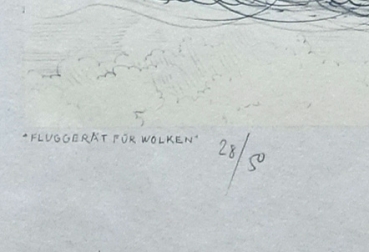 "FLUGGERÄT FÜR WOLKEN" 28/50